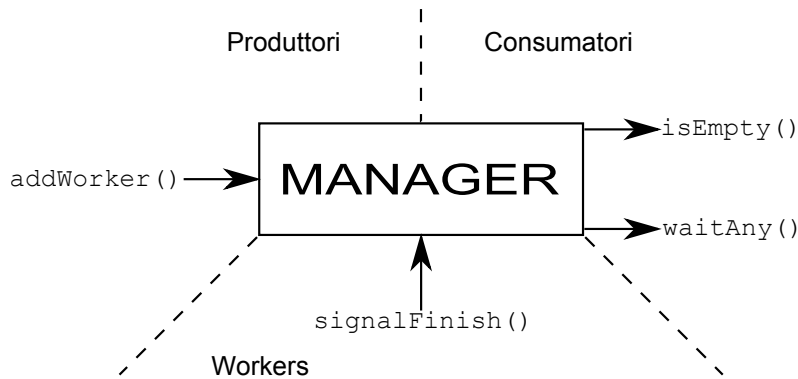 Produttori
Consumatori
isEmpty()
addWorker()
MANAGER
waitAny()
signalFinish()
Workers